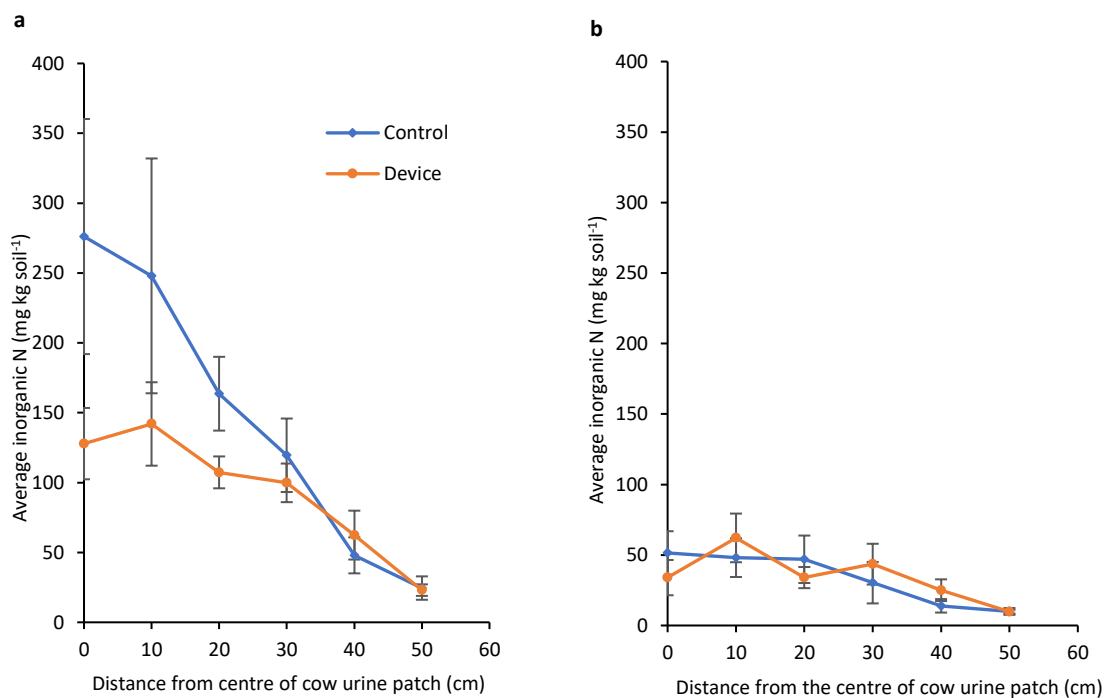 a
400
350
300
250
200
150
100
50
0
Average inorganic N (mg kg soil⁻¹)
Control
Device
0 10 20 30 40 50 60
Distance from centre of cow urine patch (cm)
b
400
350
300
250
200
150
100
50
0
Average inorganic N (mg kg soil⁻¹)
0 10 20 30 40 50 60
Distance from the centre of cow urine patch (cm)